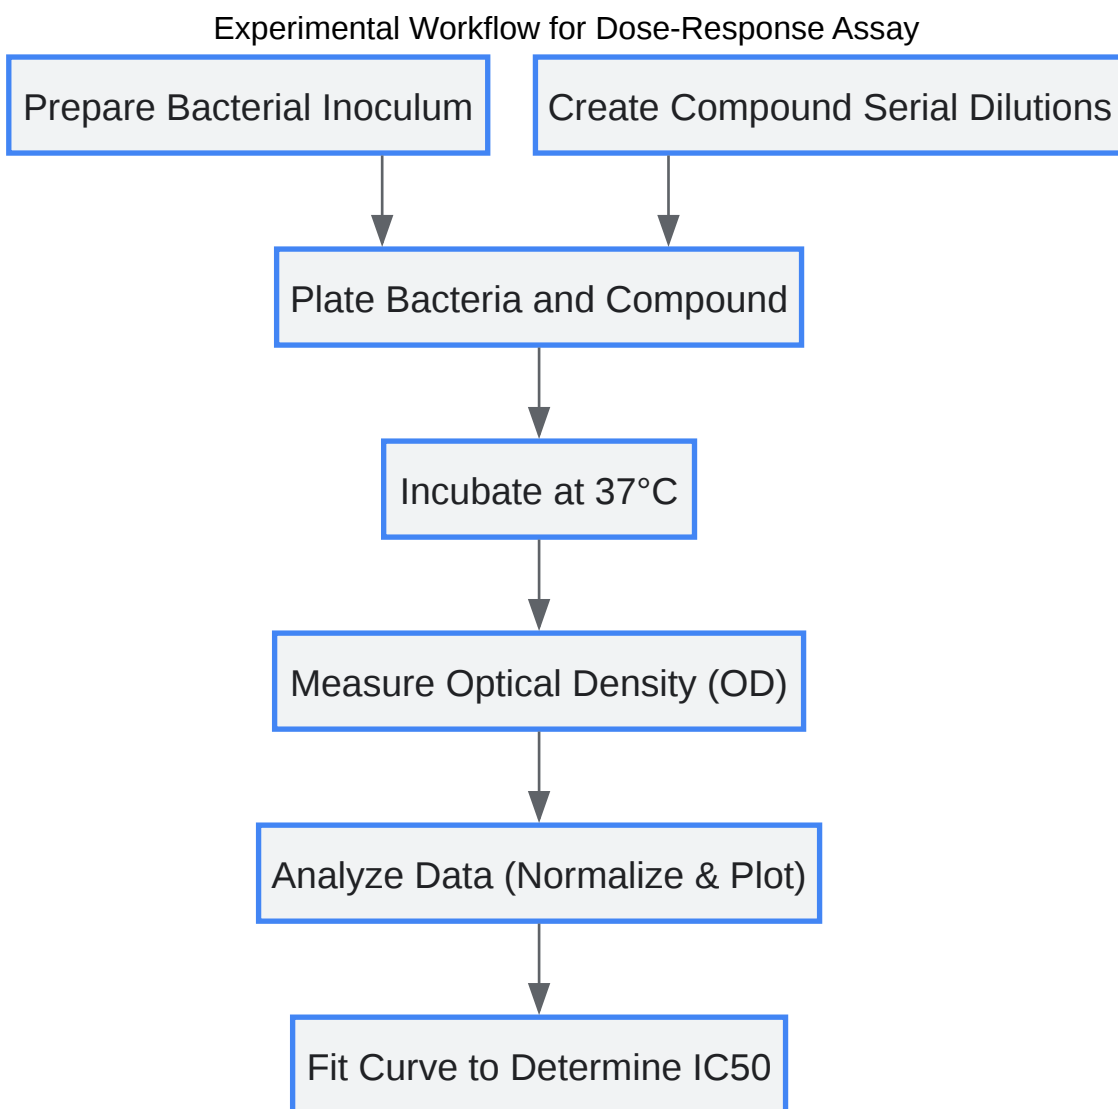 Experimental Workflow for Dose-Response Assay
Prepare Bacterial Inoculum
Create Compound Serial Dilutions
Plate Bacteria and Compound
Incubate at 37°C
Measure Optical Density (OD)
Analyze Data (Normalize & Plot)
Fit Curve to Determine IC50